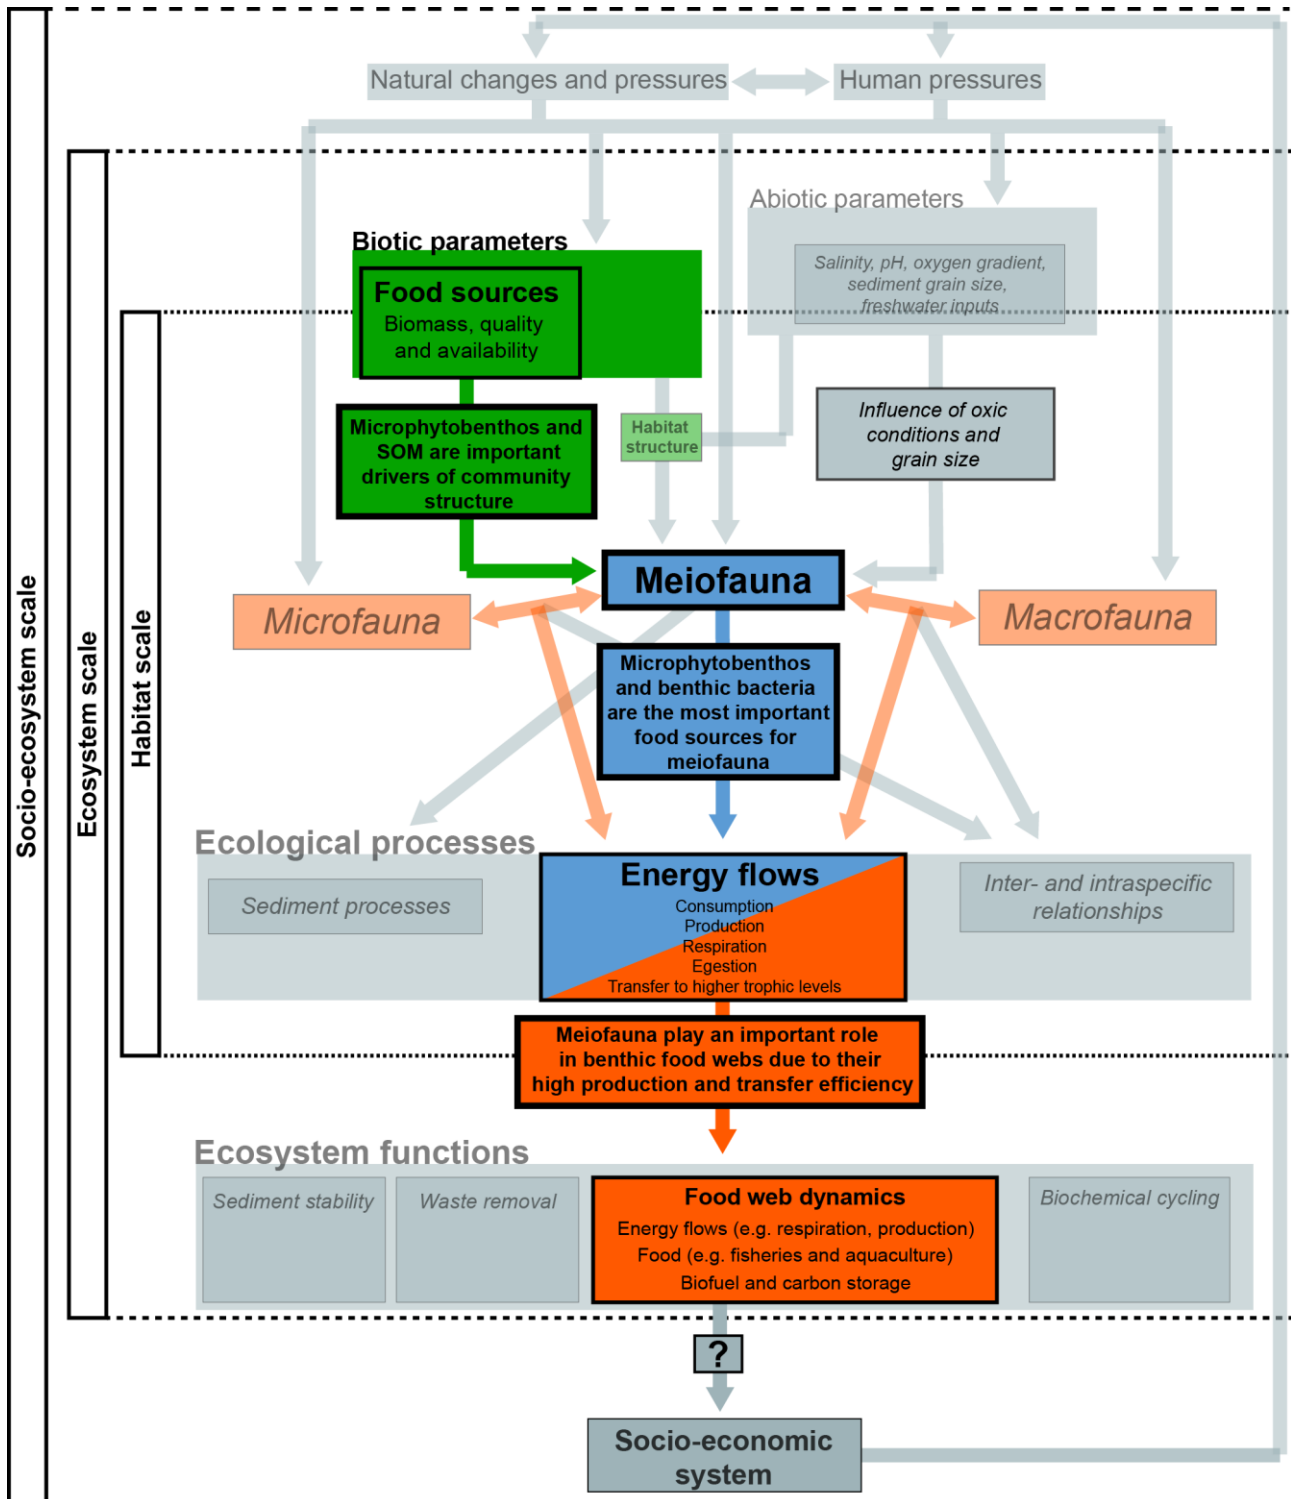 Natural changes and pressures
Human pressures
Abiotic parameters
Salinity, pH, oxygen gradient,
sediment grain size,
freshwater inputs
Biotic parameters
Food sources
Biomass, quality
and availability
Microphytobenthos and
SOM are important
drivers of community
structure
Habitat
structure
Influence of oxic
conditions and
grain size
Meiofauna
Microfauna
Macrofauna
Microphytobenthos
and benthic bacteria
are the most important
food sources for
meiofauna
Socio-ecosystem scale
Ecosystem scale
Habitat scale
Ecological processes
Sediment processes
Energy flows
Consumption
Production
Respiration
Egestion
Transfer to higher trophic levels
Inter- and intraspecific
relationships
Meiofauna play an important role
in benthic food webs due to their
high production and transfer efficiency
Ecosystem functions
Sediment stability
Waste removal
Food web dynamics
Energy flows (e.g. respiration, production)
Food (e.g. fisheries and aquaculture)
Biofuel and carbon storage
Biochemical cycling
?
Socio-economic
system